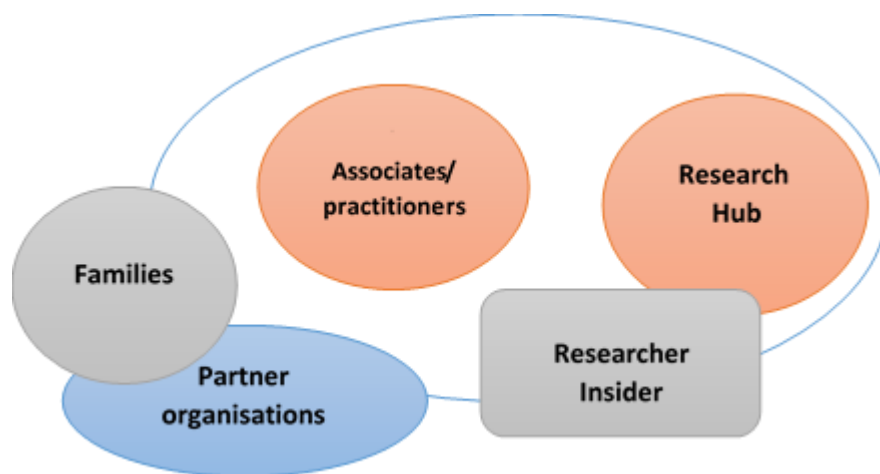 Associates/
practitioners
Research
Hub
Families
Researcher
Insider
Partner
organisations